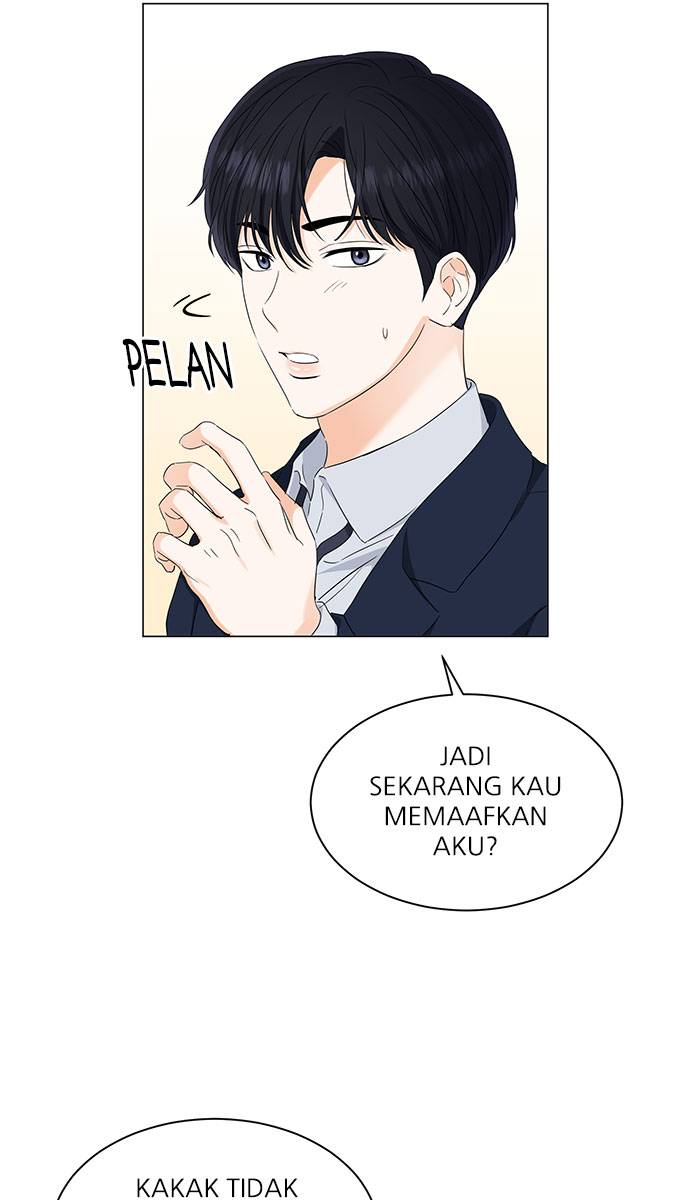 PELAN
JADI
SEKARANG KAU
MEMAAFKAN
AKU?
KAKAK TIDAK